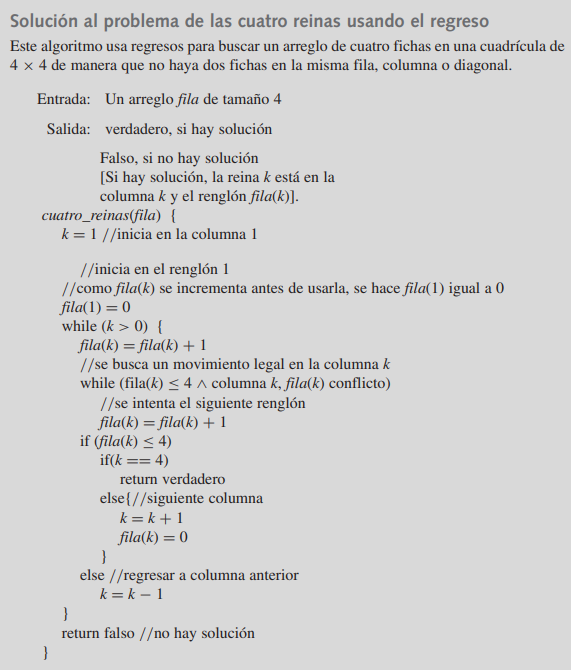 Solución al problema de las cuatro reinas usando el regreso
Este algoritmo usa regresos para buscar un arreglo de cuatro fichas en una cuadrícula de
4 × 4 de manera que no haya dos fichas en la misma fila, columna o diagonal.
Entrada: Un arreglo fila de tamaño 4
Salida: verdadero, si hay solución
Falso, si no hay solución
[Si hay solución, la reina k está en la
columna k y el renglón fila(k)].
cuatro_reinas(fila) {
k = 1 //inicia en la columna 1
//inicia en el renglón 1
//como fila(k) se incrementa antes de usarla, se hace fila(1) igual a 0
fila(1) = 0
while (k > 0) {
fila(k) = fila(k) + 1
//se busca un movimiento legal en la columna k
while (fila(k) ≤ 4 ∧ columna k, fila(k) conflicto)
//se intenta el siguiente renglón
fila(k) = fila(k) + 1
if (fila(k) ≤ 4)
if(k == 4)
return verdadero
else{//siguiente columna
k = k + 1
fila(k) = 0
}
else //regresar a columna anterior
k = k − 1
}
return falso //no hay solución
}